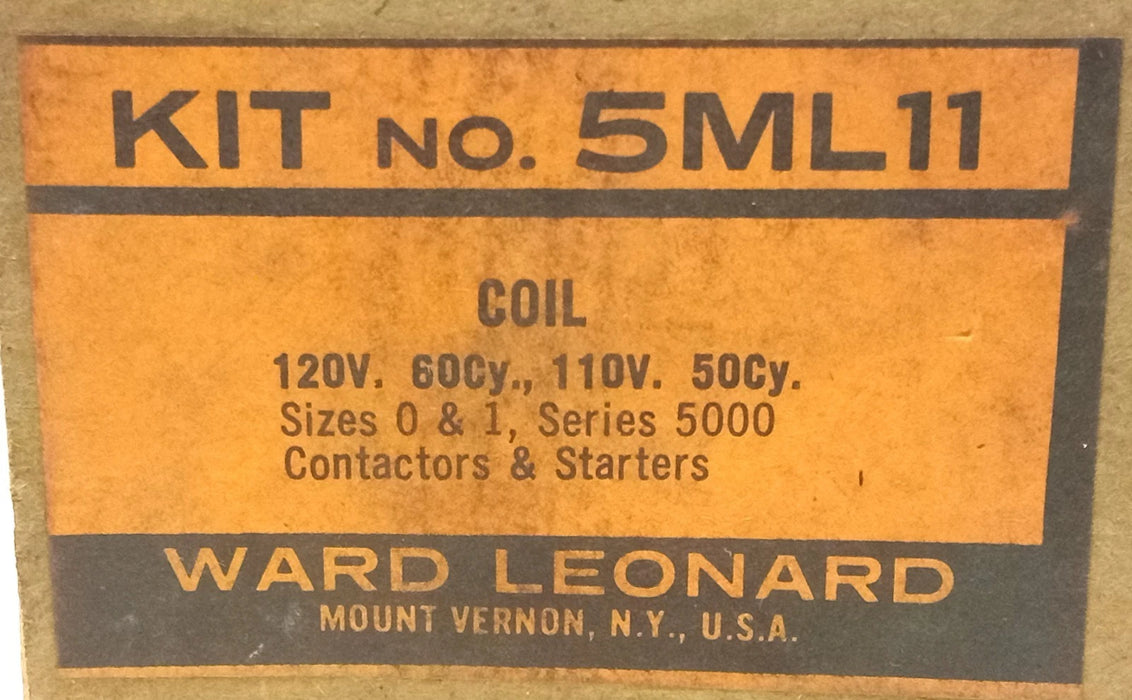 KIT NO. 5ML11
COIL
120V. 60Cy., 110V. 50Cy.
Sizes 0 & 1, Series 5000
Contactors & Starters
WARD LEONARD
MOUNT VERNON, N.Y., U.S.A.